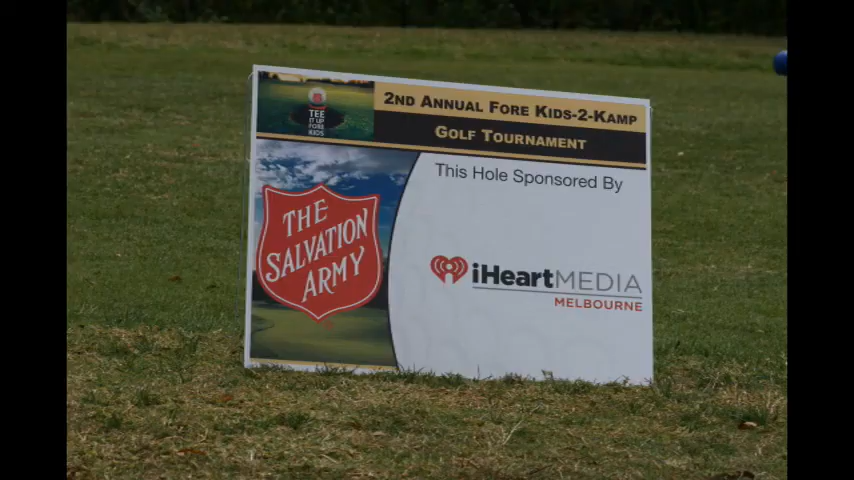 2nd Annual Fore Kids-2-Kamp
Golf Tournament
TEE
IT UP
FORE
KIDS
This Hole Sponsored By
THE
SALVATION
ARMY
iHeartMEDIA
MELBOURNE